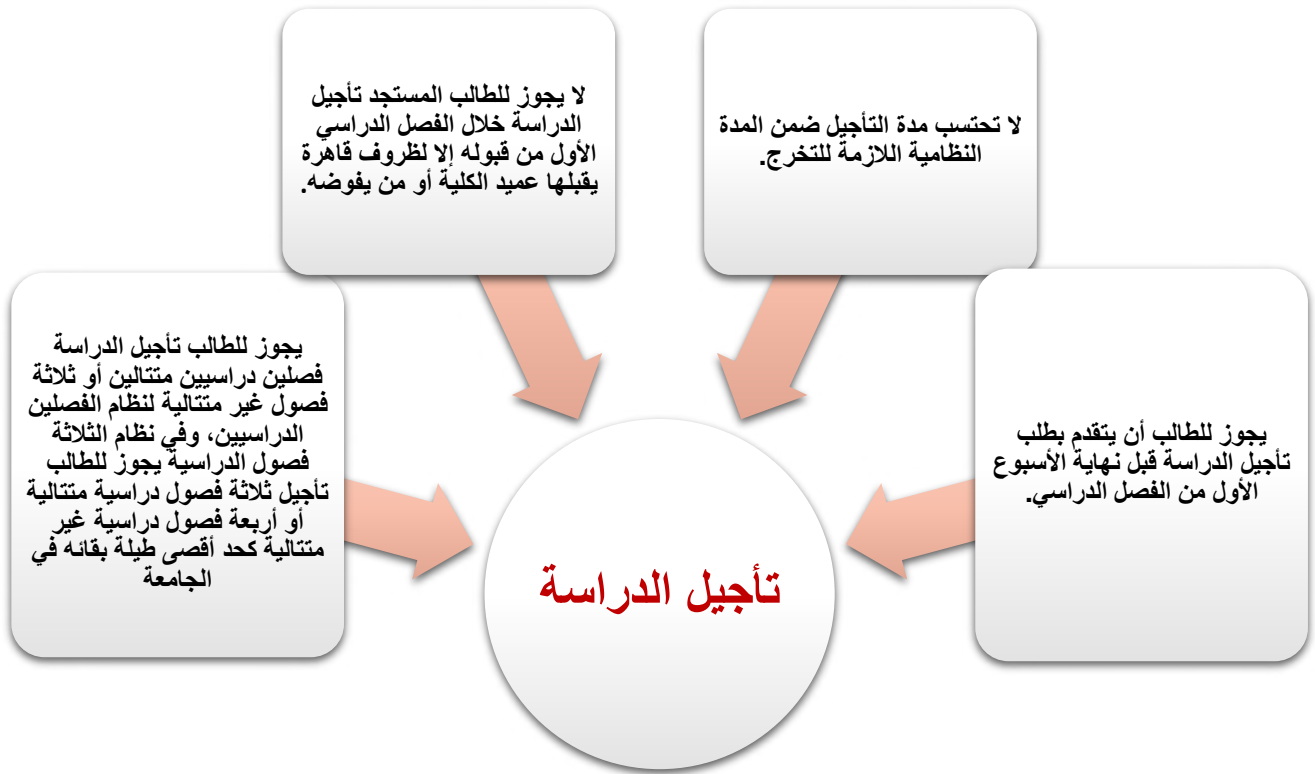 لا تحتسب مدة التأجيل ضمن المدة
النظامية اللازمة للتخرج.
لا يجوز للطالب المستجد تأجيل
الدراسة خلال الفصل الدراسي
الأول من قبوله إلا لظروف قاهرة
يقبلها عميد الكلية أو من يفوضه.
يجوز للطالب أن يتقدم بطلب
تأجيل الدراسة قبل نهاية الأسبوع
الأول من الفصل الدراسي.
يجوز للطالب تأجيل الدراسة
فصلين دراسيين متتالين أو ثلاثة
فصول غير متتالية لنظام الفصلين
الدراسيين، وفي نظام الثلاثة
فصول الدراسية يجوز للطالب
تأجيل ثلاثة فصول دراسية متتالية
أو أربعة فصول دراسية غير
متتالية كحد أقصى طيلة بقائه في
الجامعة
تأجيل الدراسة